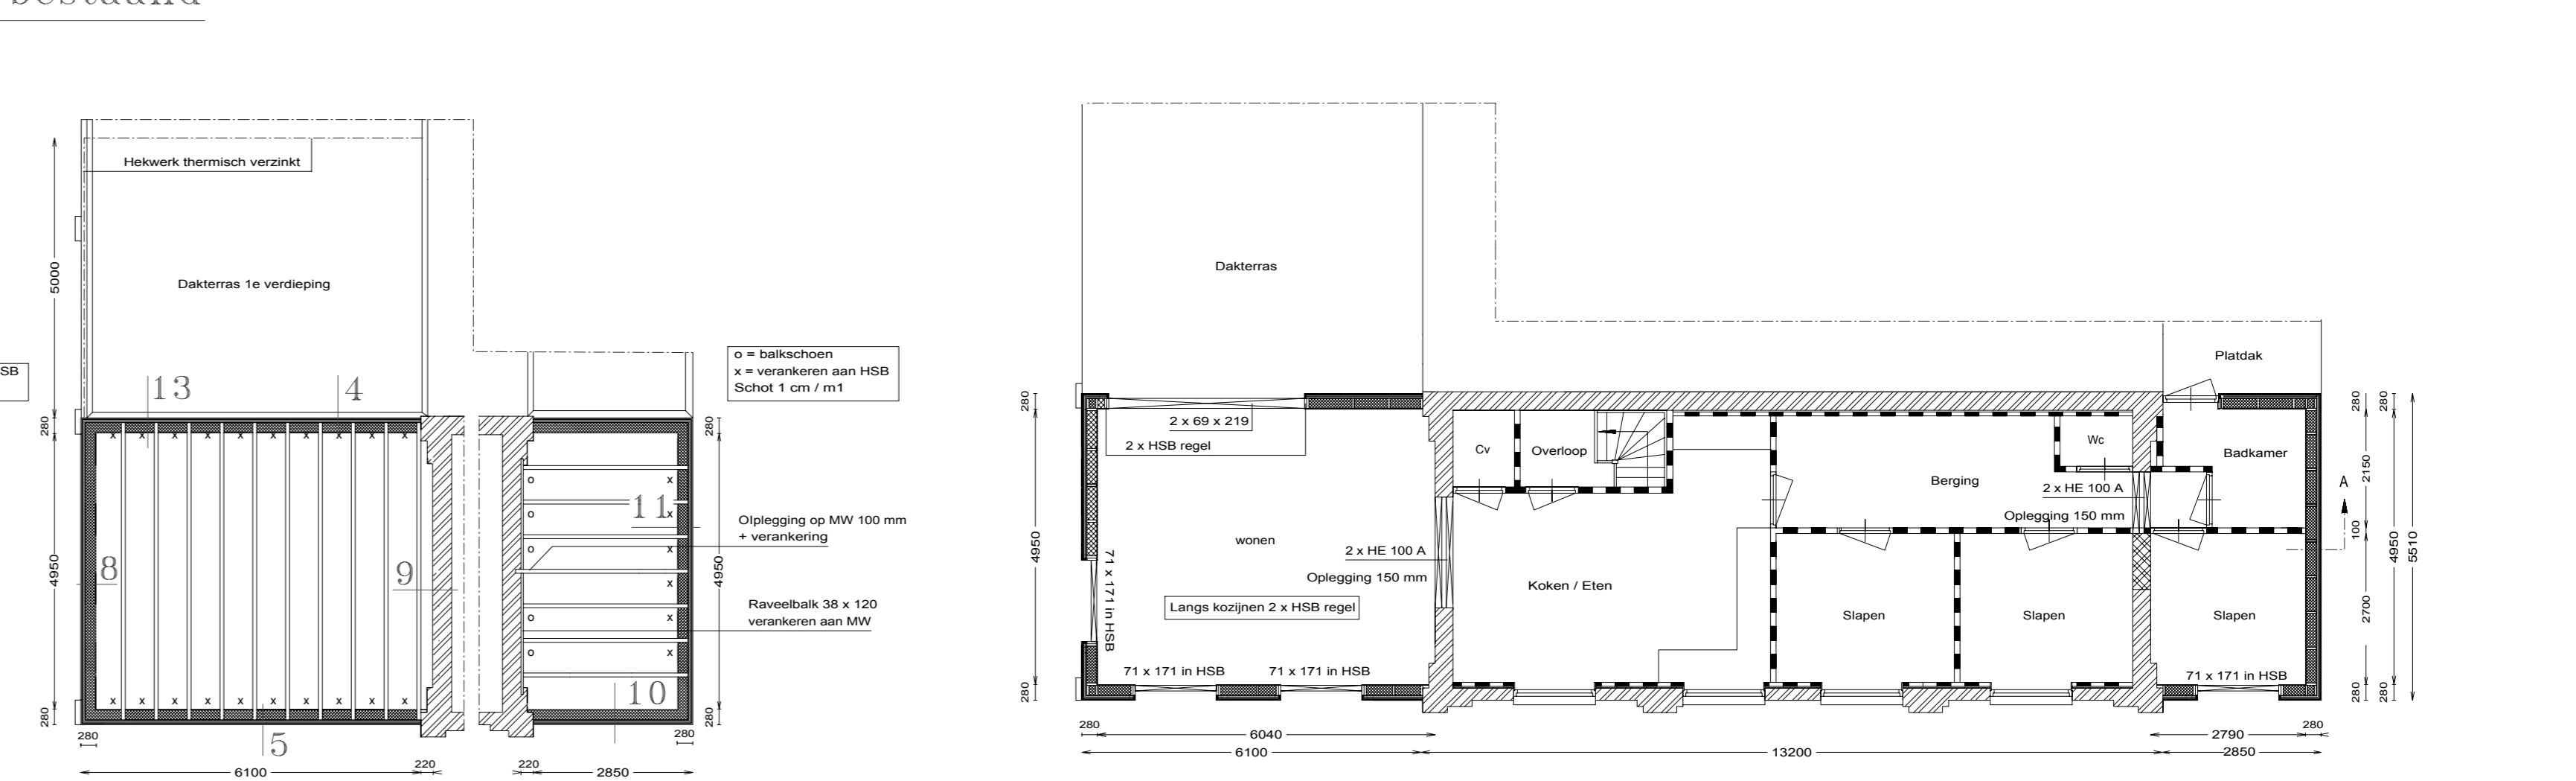 bestaand
SB
Hekwerk thermisch verzinkt
5000
Dakterras 1e verdieping
13
4
280
280
o = balkschoen
x = verankeren aan HSB
Schot 1 cm / m1
x x x x x x x x x x
o x
11
o x
OIplegging op MW 100 mm
+ verankering
o x
8
9
4950
4950
x
Raveelbalk 38 x 120
verankeren aan MW
o x
o x
10
x x x x x x x x x x
280
280
5
280
280
6100
220
220
2850
Dakterras
Platdak
280
2 x 69 x 219
2 x HSB regel
Cv
Overloop
Wc
Badkamer
Berging
2 x HE 100 A
Oplegging 150 mm
280
280
2150
A
100
4950
5510
2700
280
280
4950
280
wonen
2 x HE 100 A
Oplegging 150 mm
Koken / Eten
Langs kozijnen 2 x HSB regel
71 x 171 in HSB
Slapen
Slapen
Slapen
71 x 171 in HSB
71 x 171 in HSB
71 x 171 in HSB
280
6040
2790
280
6100
13200
2850